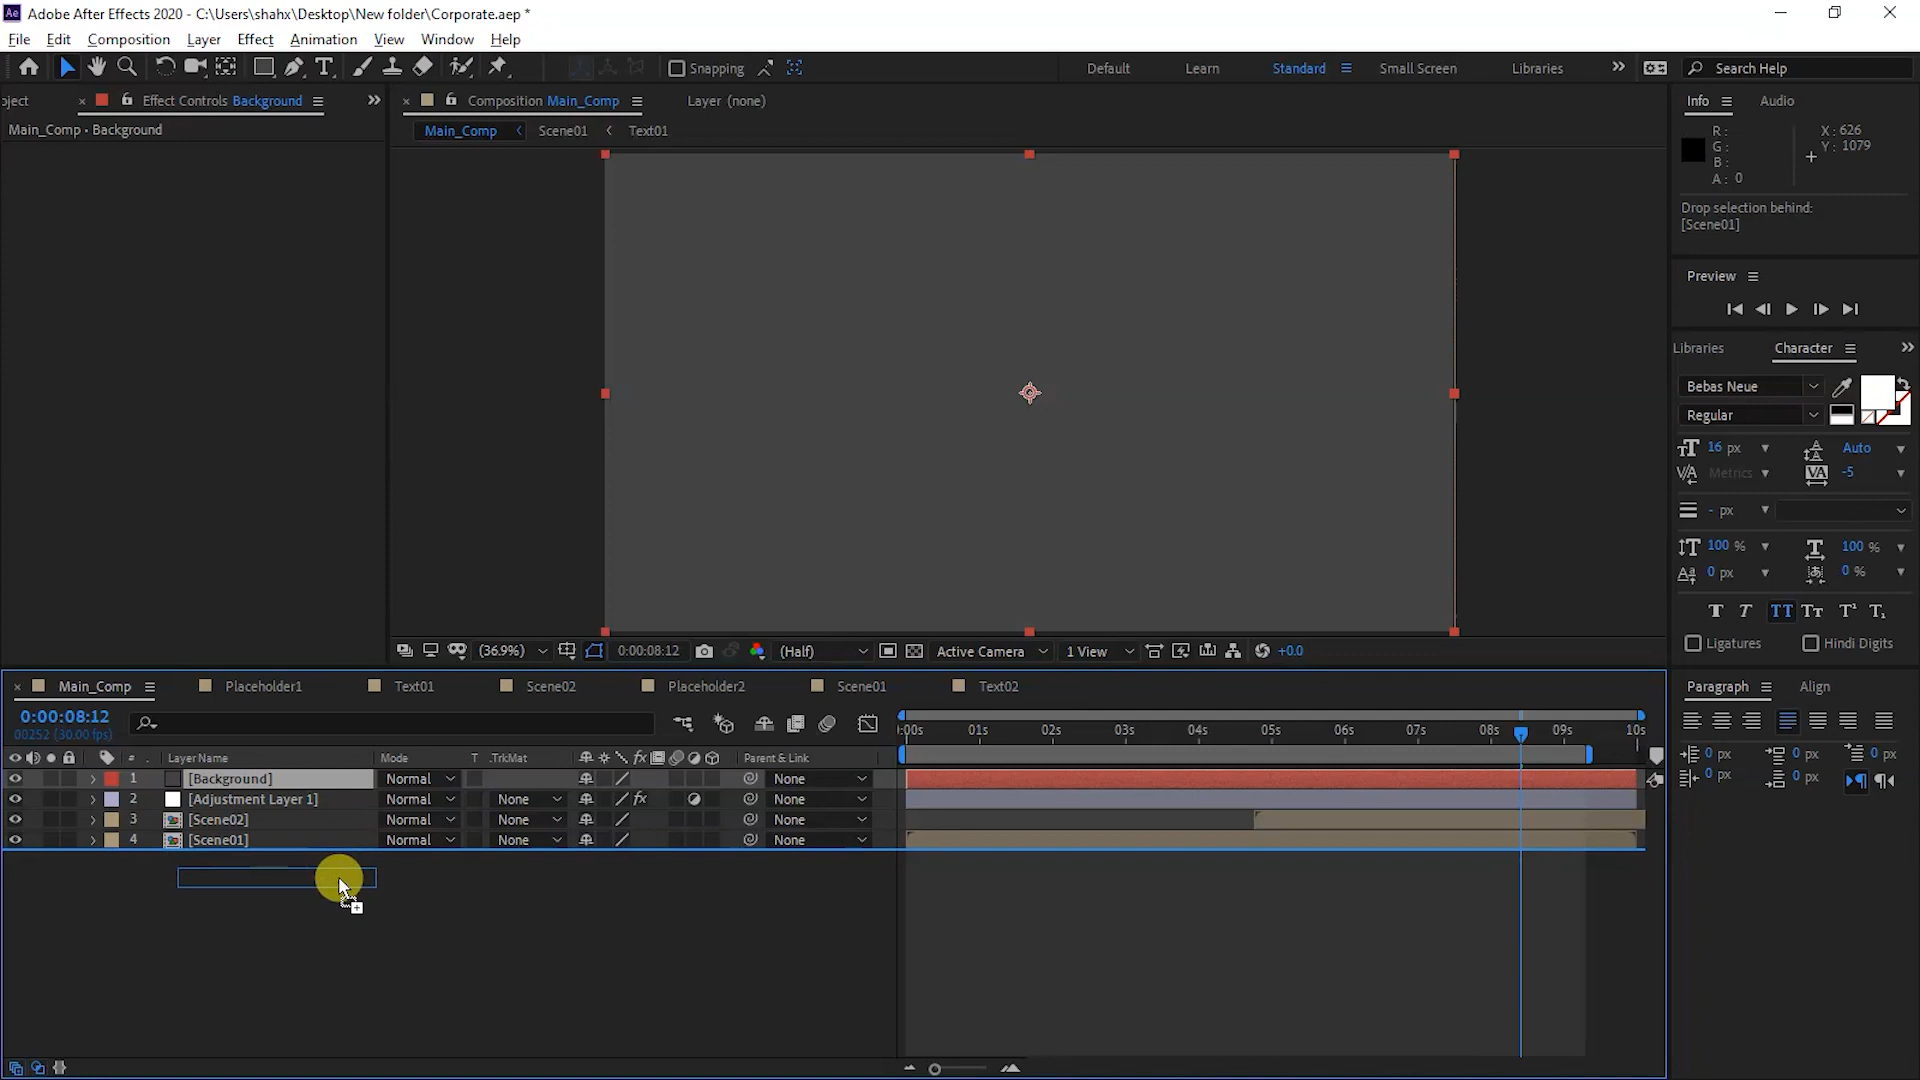 Adobe After Effects 2020 - C:\Users\shahx\Desktop\New folder\Corporate.aep *
File Edit Composition Layer Effect Animation View Window Help
Snapping Default Learn Standard Small Screen Libraries Search Help
oject Effect Controls Background Composition Main_Comp Layer (none) Info Audio
Main_Comp • Background
Main_Comp Scene01 Text01
R: X: 626
G: Y: 1079
B:
A: 0
Drop selection behind:
[Scene01]
Preview
Libraries Character
Bebas Neue
Regular
16 px Auto
Metrics -5
- px
100 % 100 %
0 px 0 %
Ligatures Hindi Digits
(36.9%) 0:00:08:12 (Half) Active Camera 1 View +0.0
Main_Comp Placeholder1 Text01 Scene02 Placeholder2 Scene01 Text02
Paragraph Align
0:00:08:12
00252 (30.00 fps)
:00s 01s 02s 03s 04s 05s 06s 07s 08s 09s 10s
# Layer Name Mode T .TrkMat Parent & Link
1 [Background] Normal None
2 [Adjustment Layer 1] Normal None None
3 [Scene02] Normal None None
4 [Scene01] Normal None None
0 px 0 px 0 px
0 px 0 px